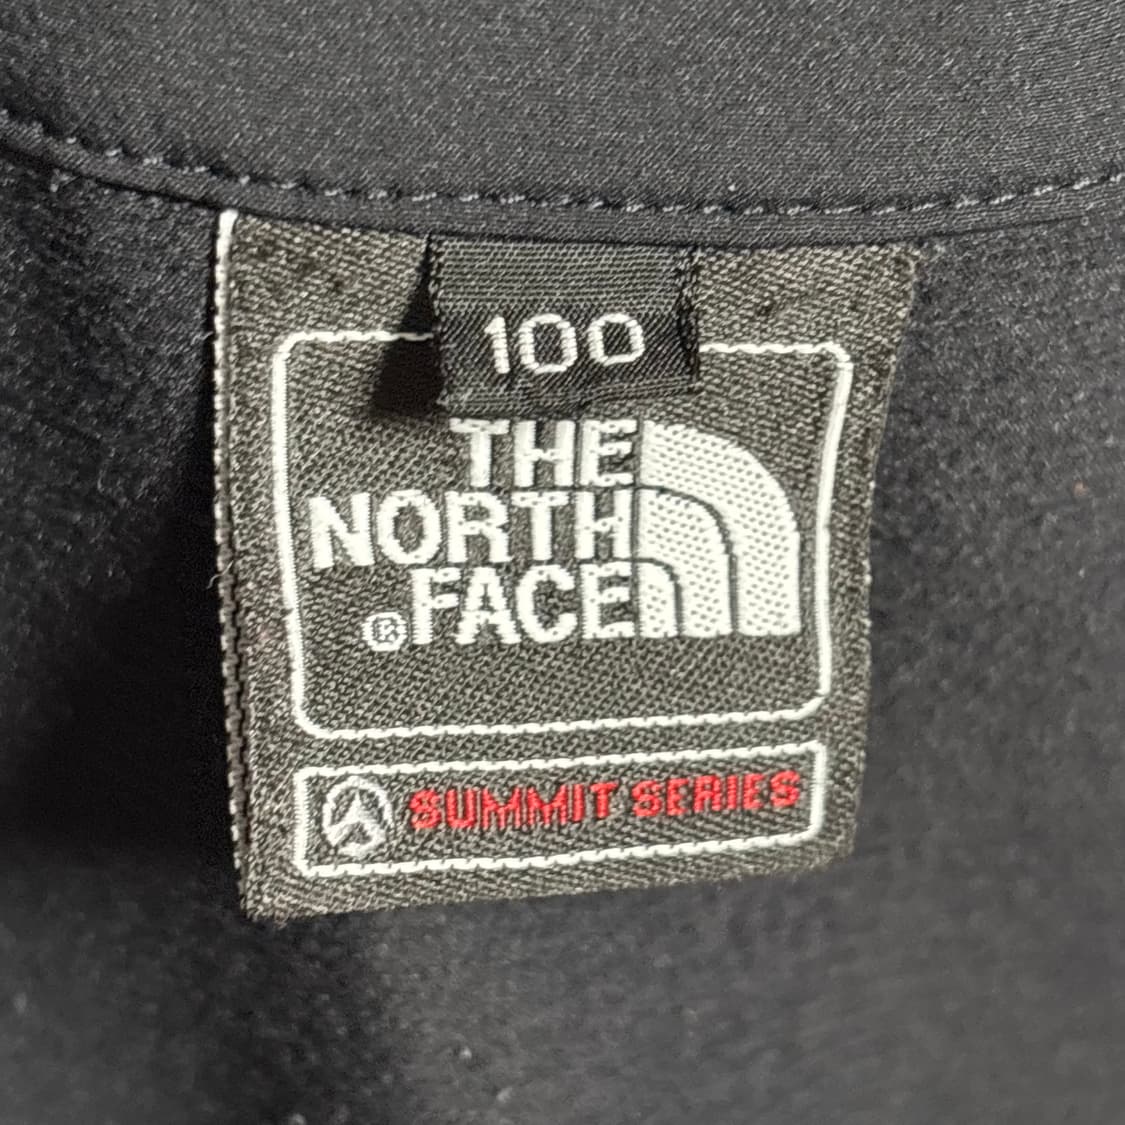 100
THE
NORTH
®FACE
SUMMIT SERIES